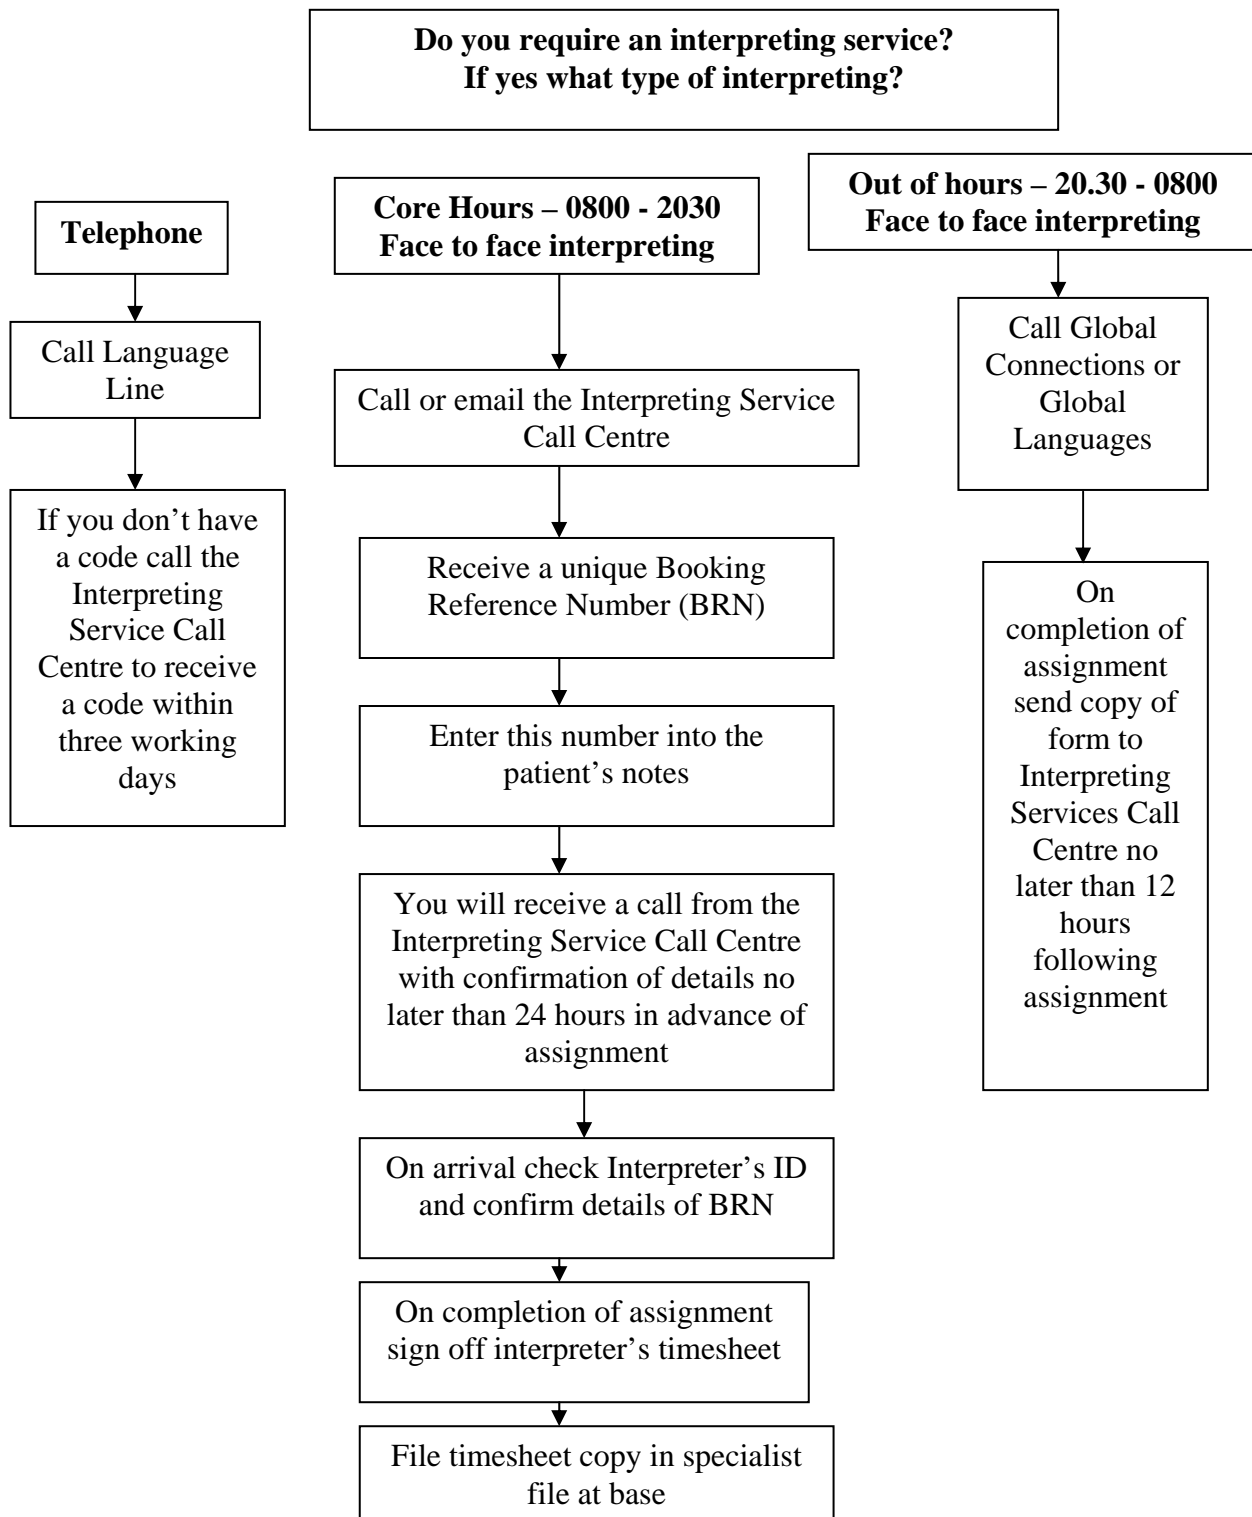 Do you require an interpreting service?
If yes what type of interpreting?
Telephone
Call Language
Line
If you don’t have
a code call the
Interpreting
Service Call
Centre to receive
a code within
three working
days
Core Hours – 0800 - 2030
Face to face interpreting
Call or email the Interpreting Service
Call Centre
Receive a unique Booking
Reference Number (BRN)
Enter this number into the
patient’s notes
You will receive a call from the
Interpreting Service Call Centre
with confirmation of details no
later than 24 hours in advance of
assignment
On arrival check Interpreter’s ID
and confirm details of BRN
On completion of assignment
sign off interpreter’s timesheet
File timesheet copy in specialist
file at base
Out of hours – 20.30 - 0800
Face to face interpreting
Call Global
Connections or
Global
Languages
On
completion of
assignment
send copy of
form to
Interpreting
Services Call
Centre no
later than 12
hours
following
assignment